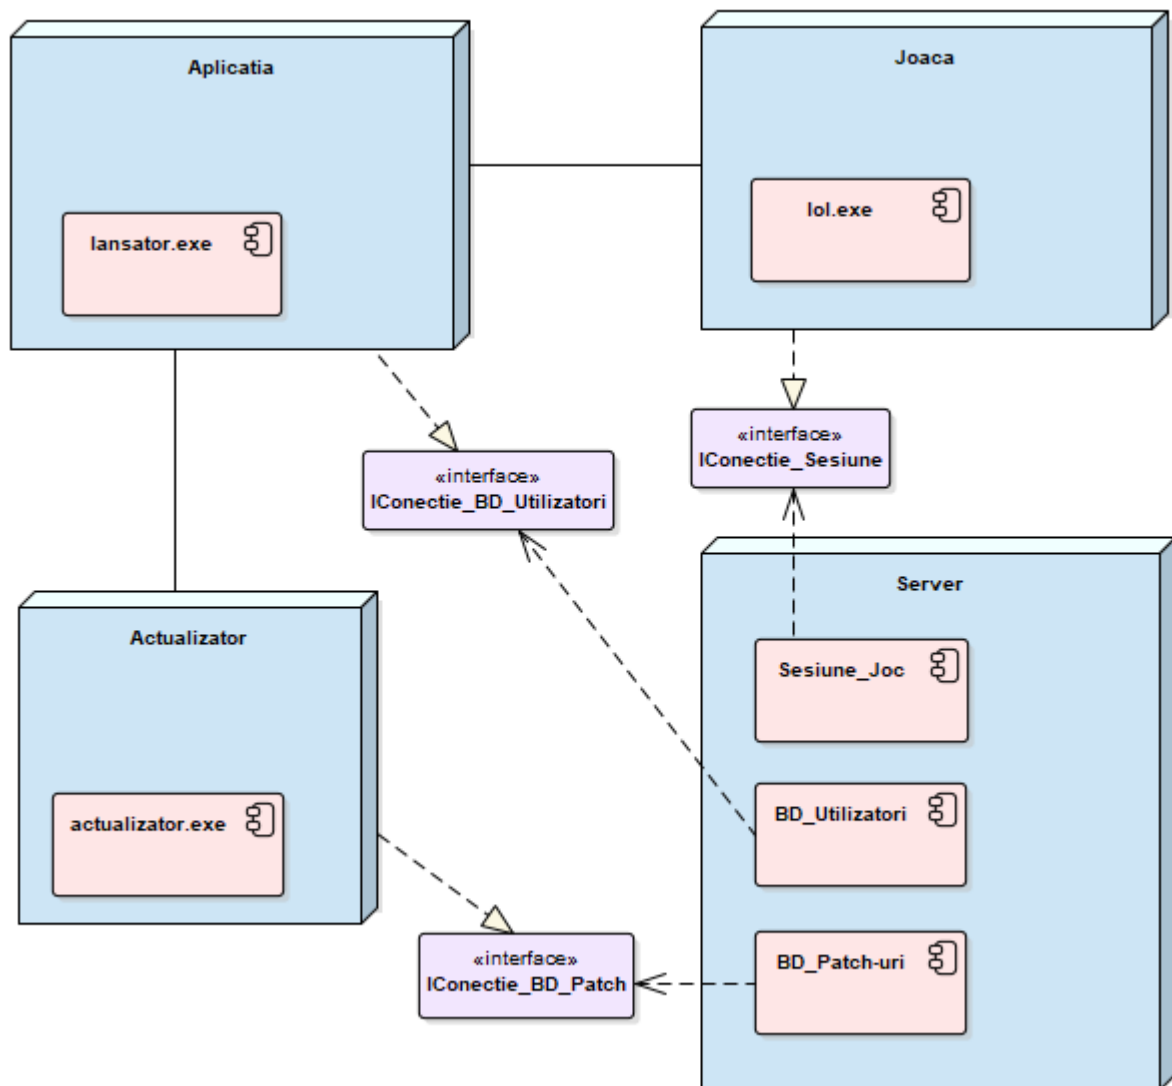 Aplicatia
lansator.exe
Joaca
lol.exe
«interface»
IConectie_BD_Utilizatori
«interface»
IConectie_Sesiune
Actualizator
actualizator.exe
«interface»
IConectie_BD_Patch
Server
Sesiune_Joc
BD_Utilizatori
BD_Patch-uri